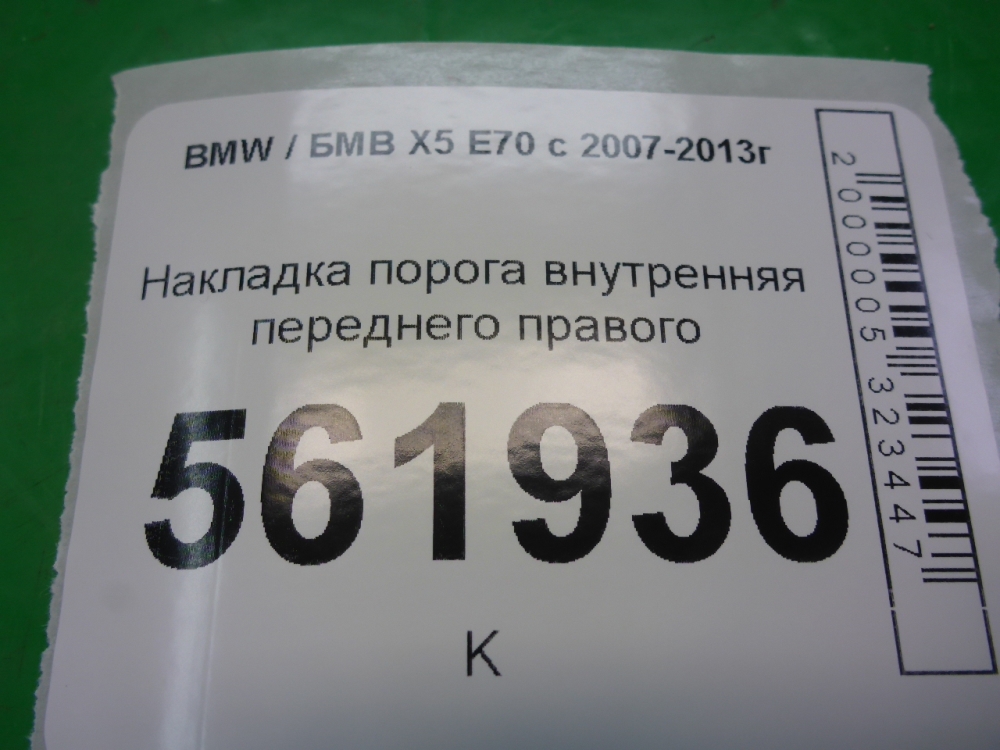 BMW / БМВ X5 E70 с 2007-2013г
Накладка порога внутренняя
переднего правого
561936
К
2000005323447